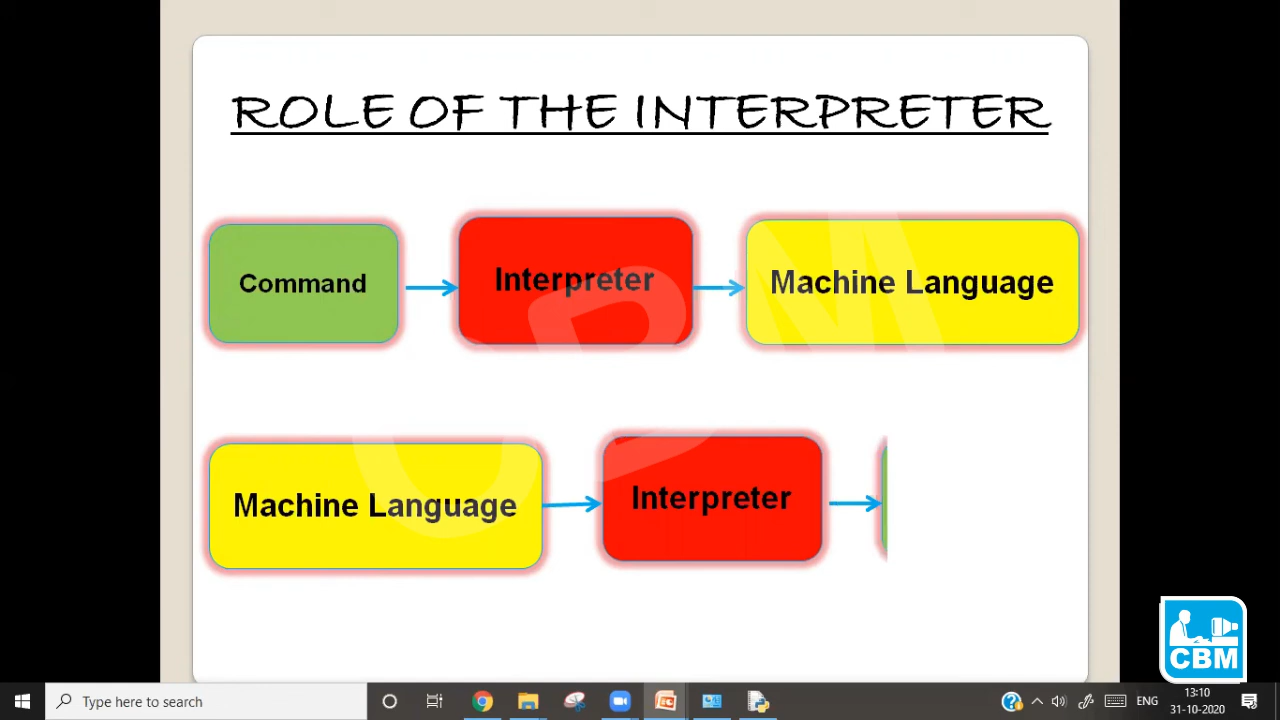 ROLE OF THE INTERPRETER
Command
Interpreter
Machine Language
CBM
Machine Language
Interpreter
CBM
Type here to search
ENG
13:10
31-10-2020